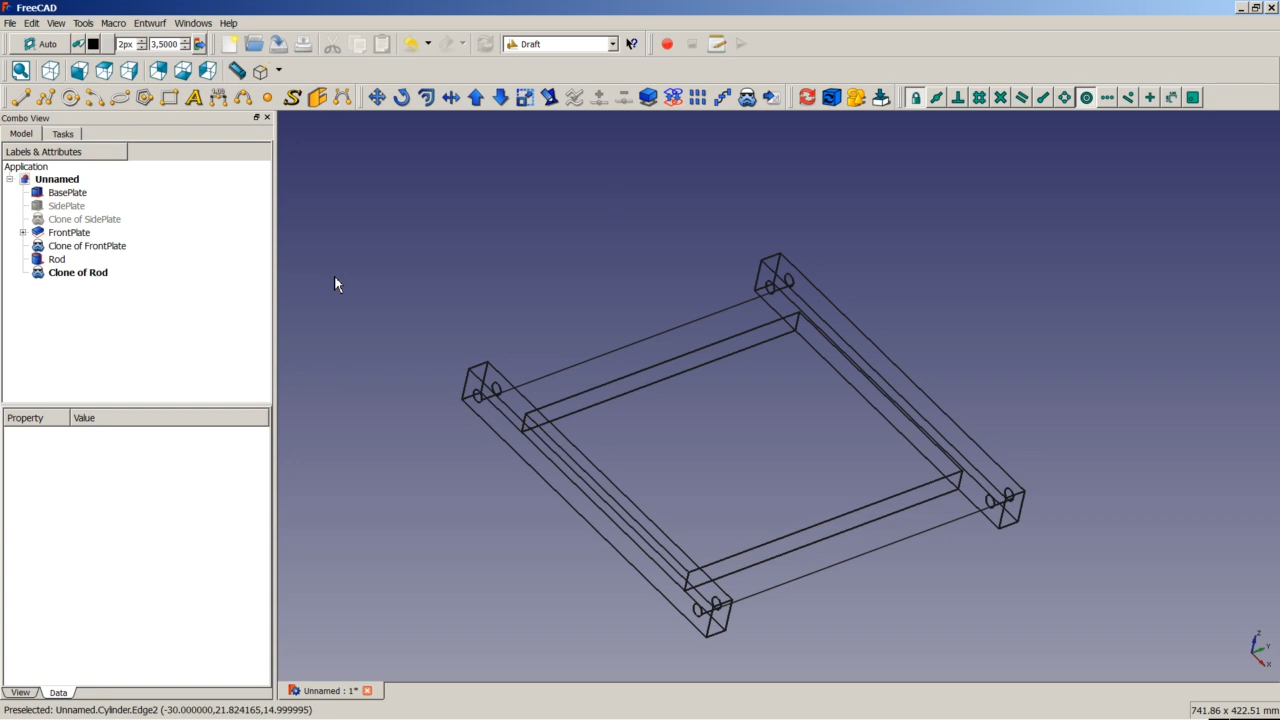 FreeCAD
File Edit View Tools Macro Entwurf Windows Help
Auto 2px 3,5000 Draft
Combo View
Model Tasks
Labels & Attributes
Application
Unnamed
BasePlate
SidePlate
Clone of SidePlate
FrontPlate
Clone of FrontPlate
Rod
Clone of Rod
Property Value
View Data
Unnamed : 1*
Z
Y
X
Preselected: Unnamed.Cylinder.Edge2 (-30.000000,21.824165,14.999995)
741.86 x 422.51 mm